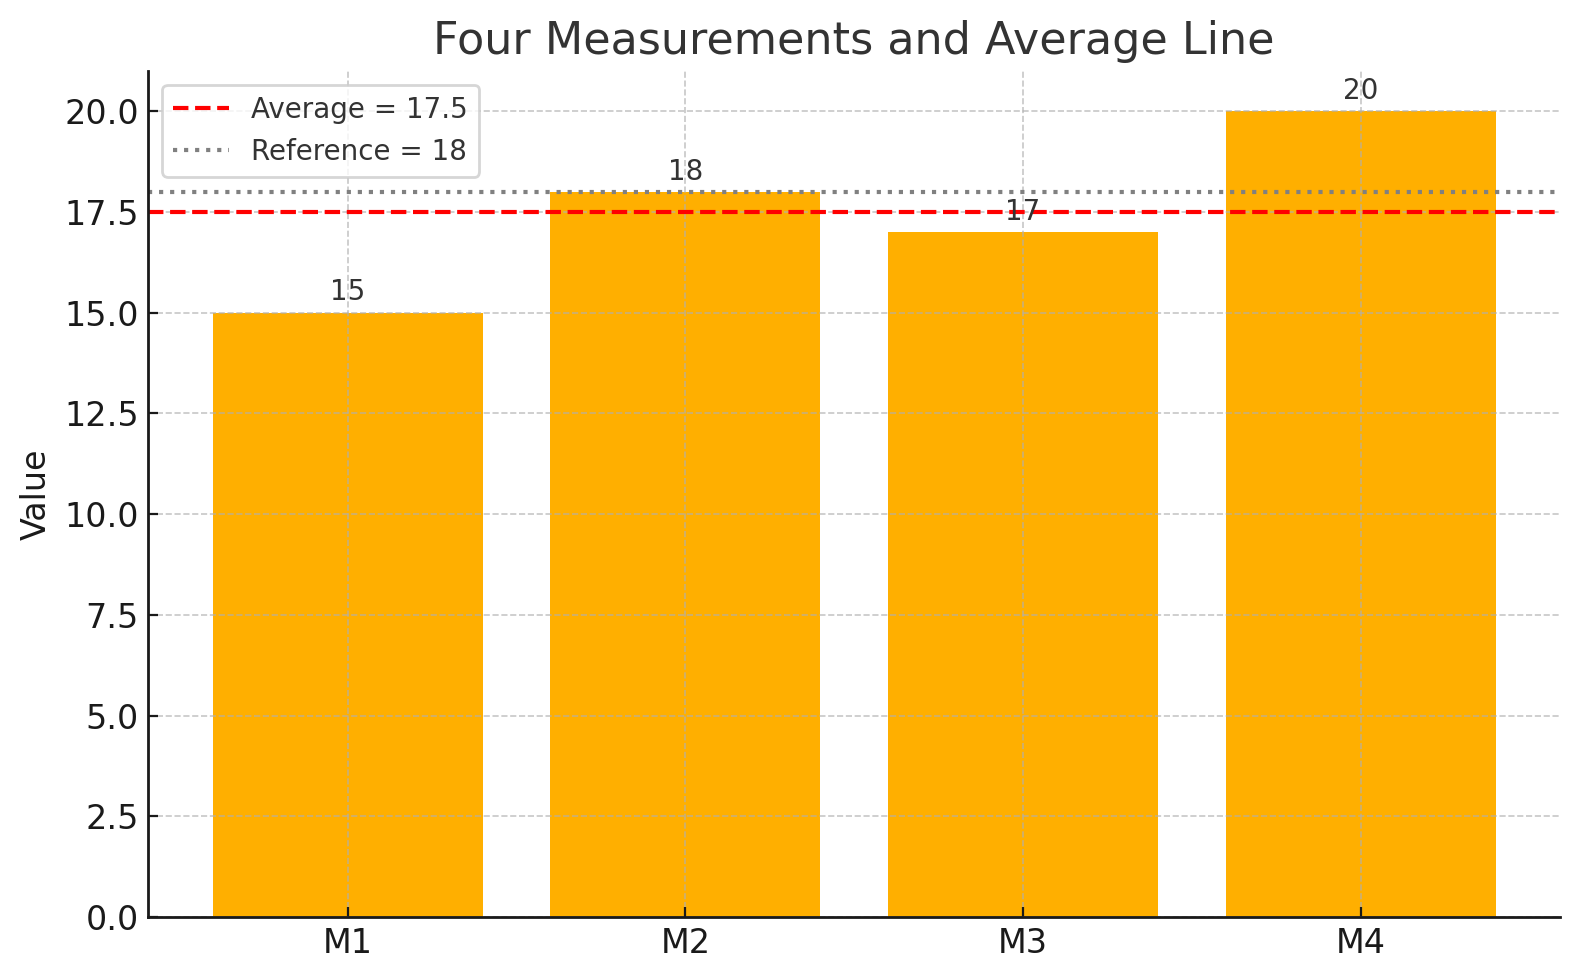 Four Measurements and Average Line
Average = 17.5
Reference = 18
Value
20.0
17.5
15.0
12.5
10.0
7.5
5.0
2.5
0.0
15
18
17
20
M1 M2 M3 M4